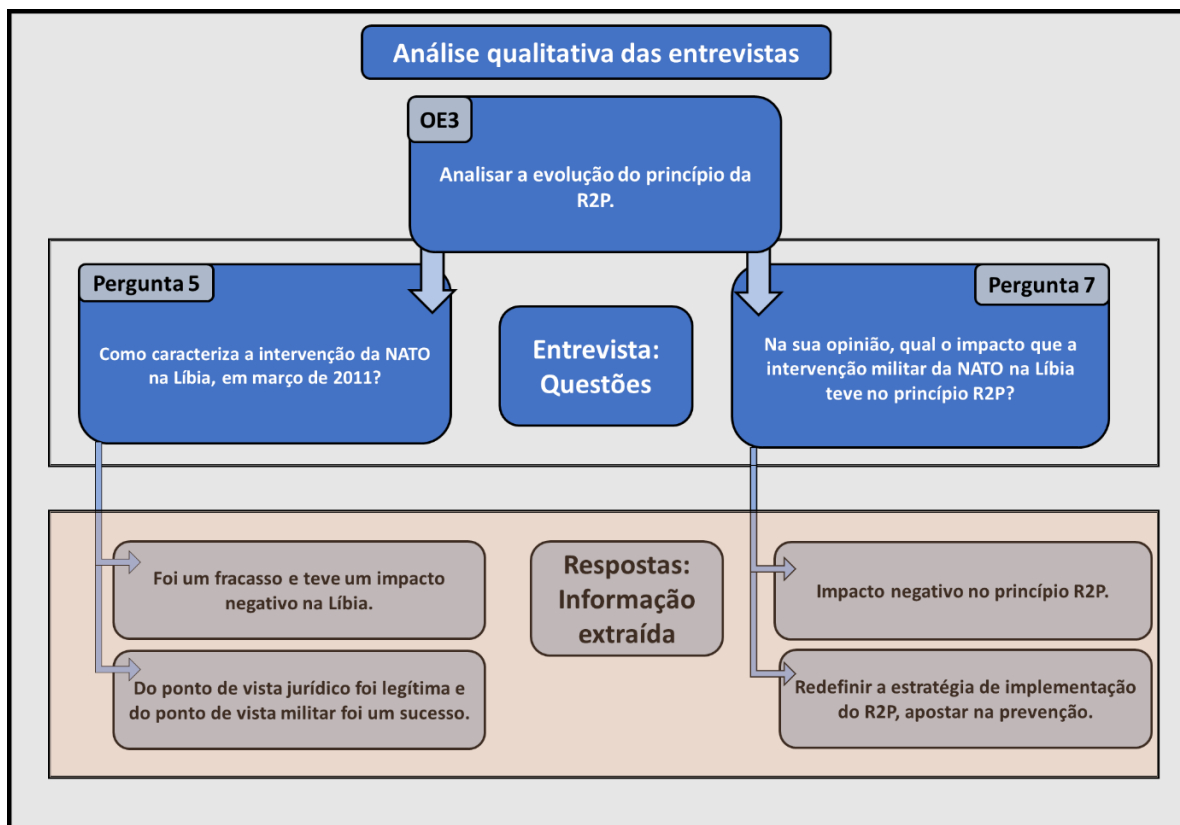 Análise qualitativa das entrevistas
OE3
Analisar a evolução do princípio da
R2P.
Pergunta 5
Como caracteriza a intervenção da NATO
na Líbia, em março de 2011?
Entrevista:
Questões
Pergunta 7
Na sua opinião, qual o impacto que a
intervenção militar da NATO na Líbia
teve no princípio R2P?
Foi um fracasso e teve um impacto
negativo na Líbia.
Do ponto de vista jurídico foi legítima e
do ponto de vista militar foi um sucesso.
Respostas:
Informação
extraída
Impacto negativo no princípio R2P.
Redefinir a estratégia de implementação
do R2P, apostar na prevenção.